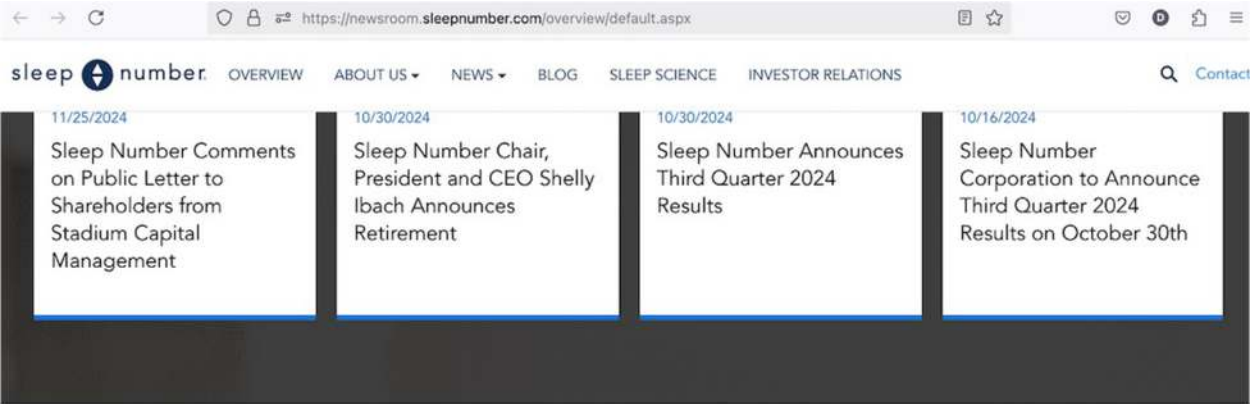 https://newsroom.sleepnumber.com/overview/default.aspx
D
sleep number. OVERVIEW ABOUT US NEWS BLOG SLEEP SCIENCE INVESTOR RELATIONS Contact
11/25/2024
Sleep Number Comments
on Public Letter to
Shareholders from
Stadium Capital
Management
10/30/2024
Sleep Number Chair,
President and CEO Shelly
Ibach Announces
Retirement
10/30/2024
Sleep Number Announces
Third Quarter 2024
Results
10/16/2024
Sleep Number
Corporation to Announce
Third Quarter 2024
Results on October 30th